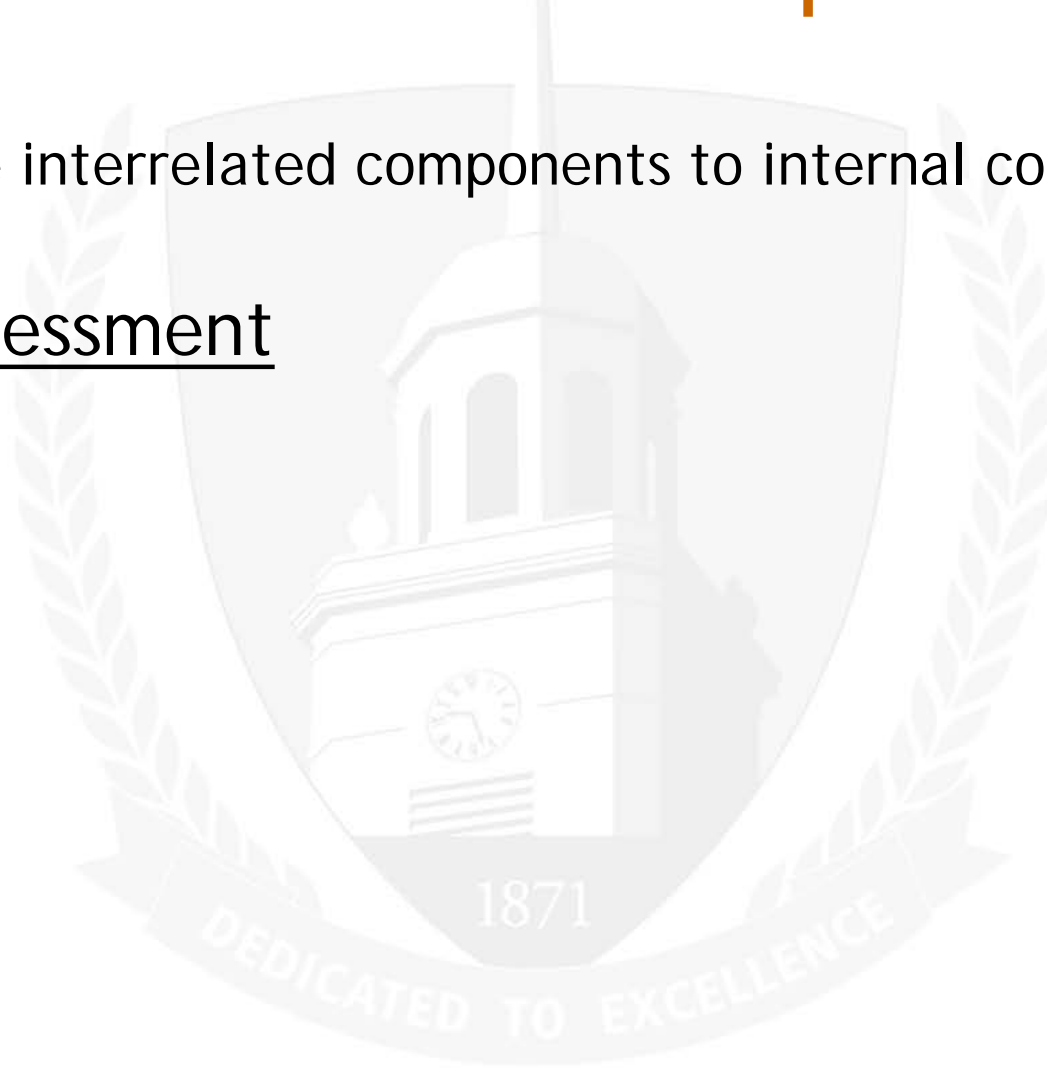 interrelated components to internal co
essment
1871
DEDICATED TO EXCELLENCE